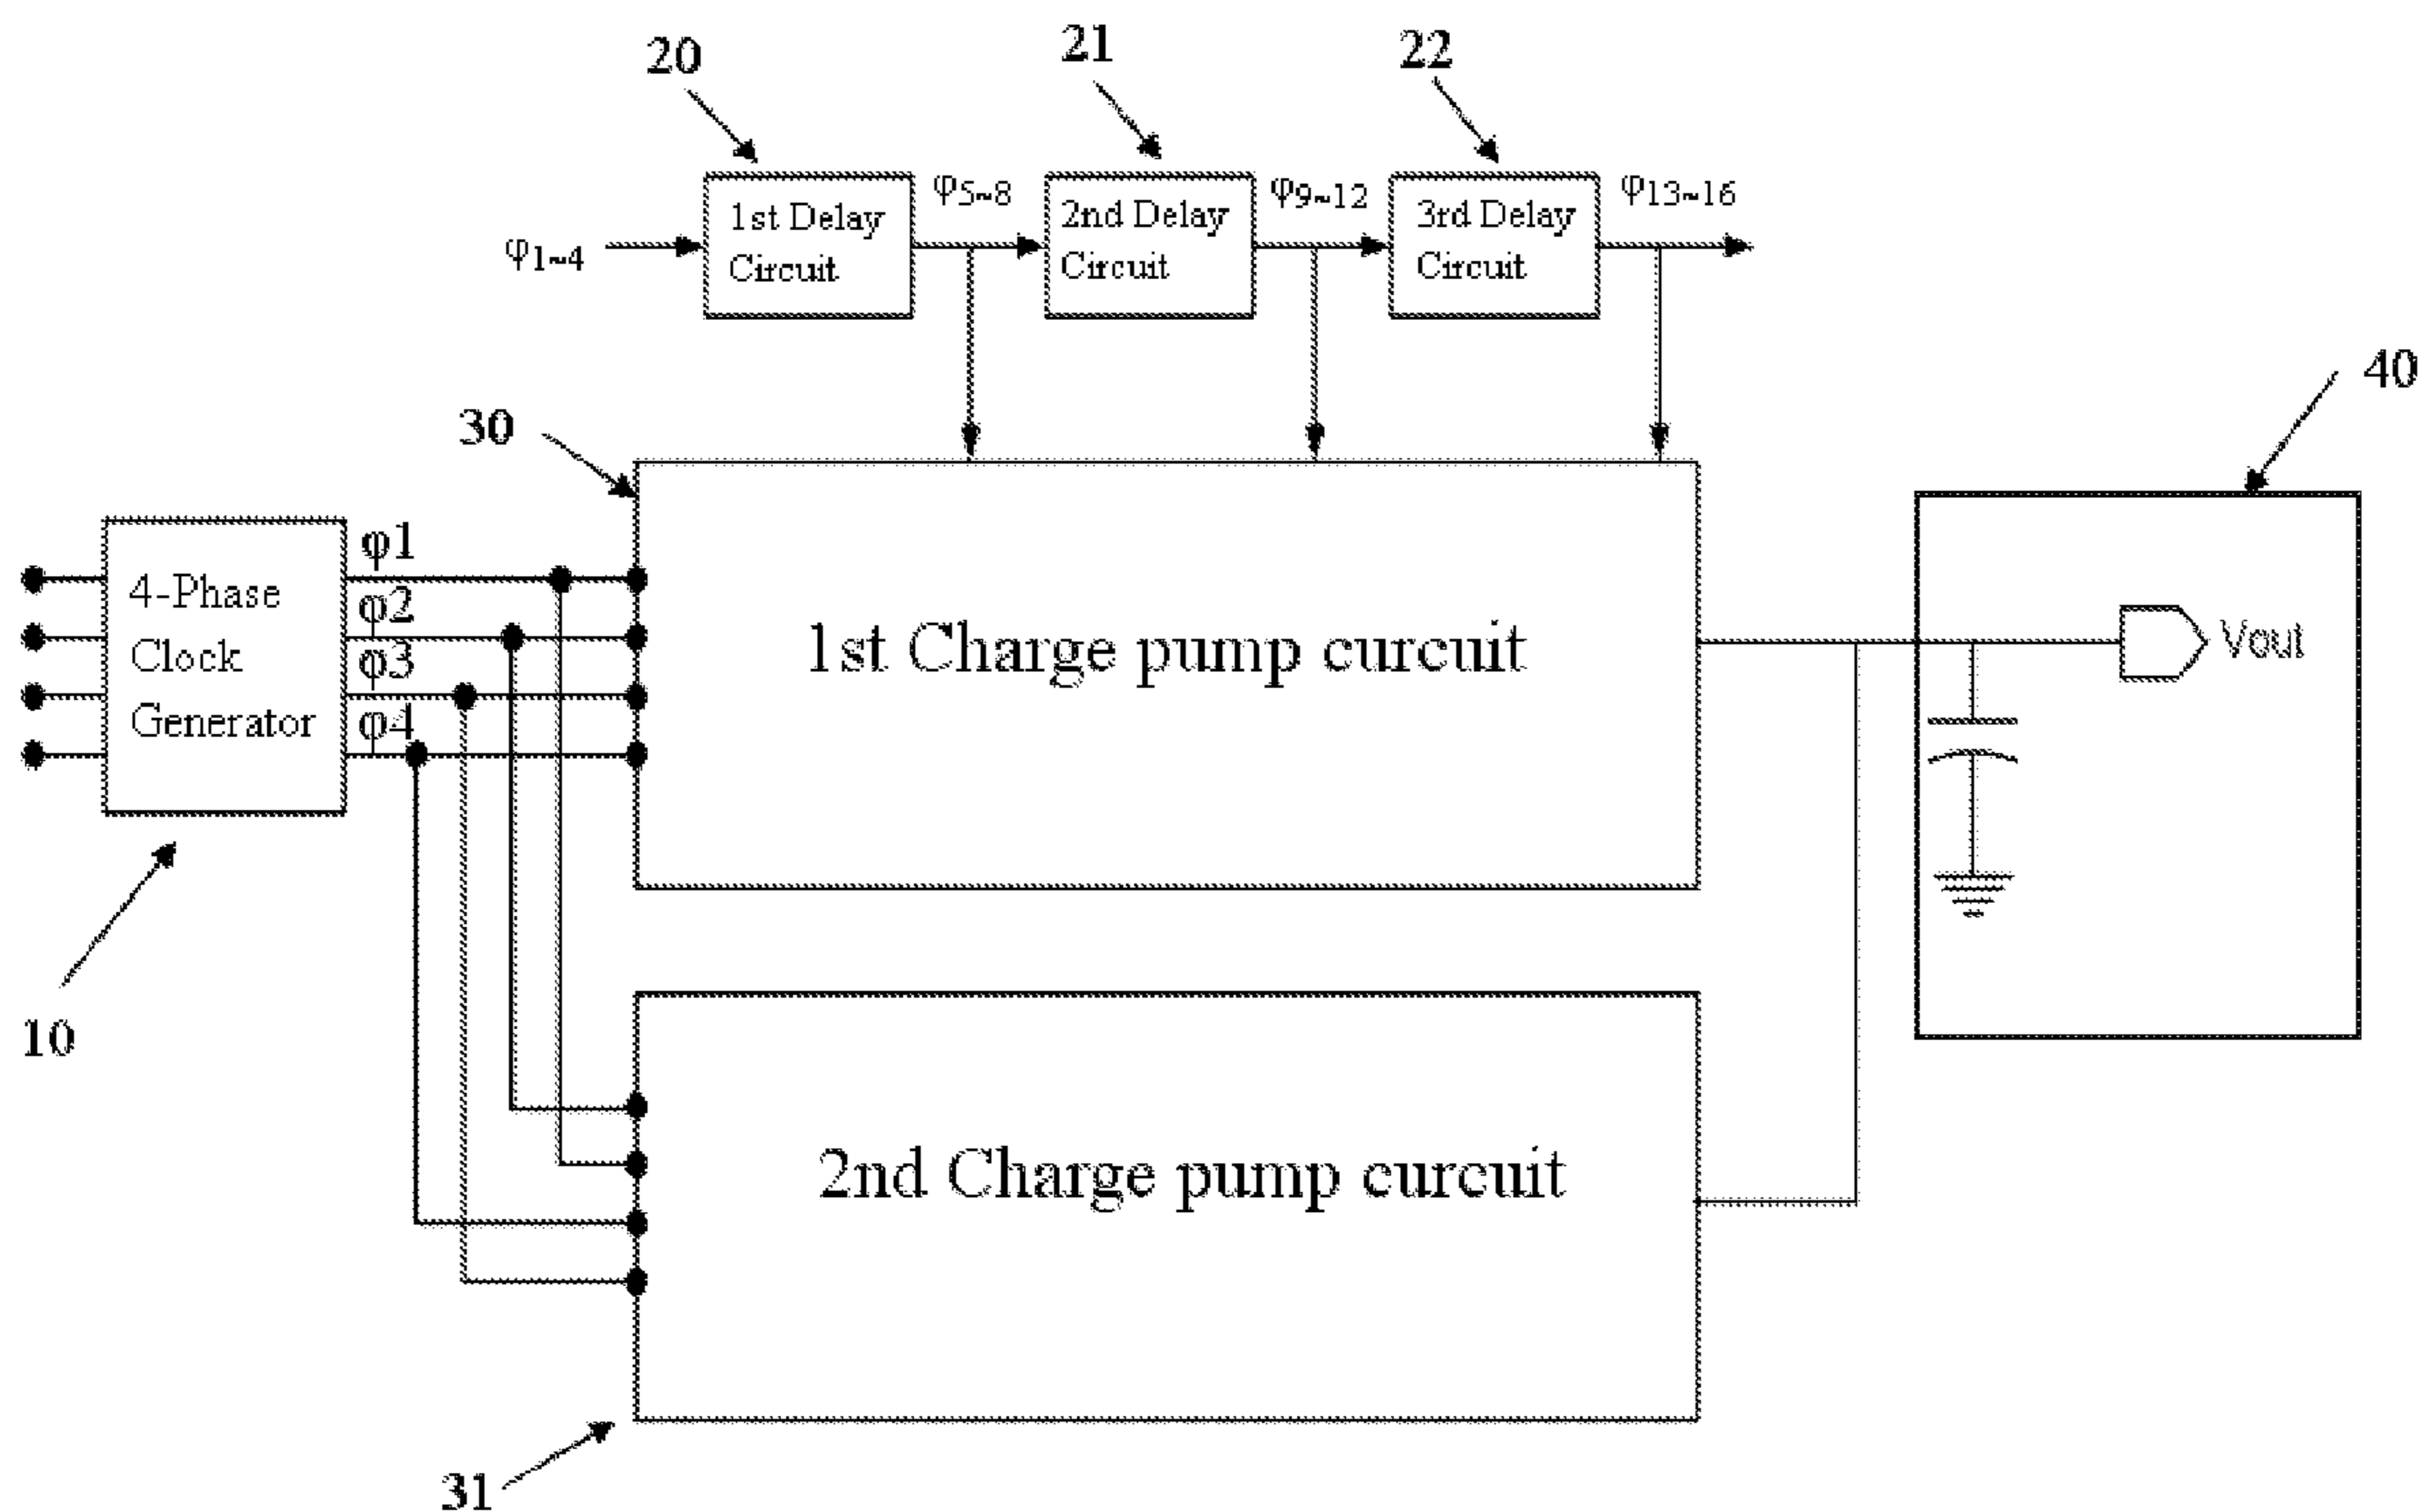 20
21
22
φ1~4
1st Delay
Circuit
φ5~8
2nd Delay
Circuit
φ9~12
3rd Delay
Circuit
φ13~16
40
30
4-Phase
Clock
Generator
φ1
φ2
φ3
φ4
1st Charge pump curcuit
Vout
10
2nd Charge pump curcuit
31